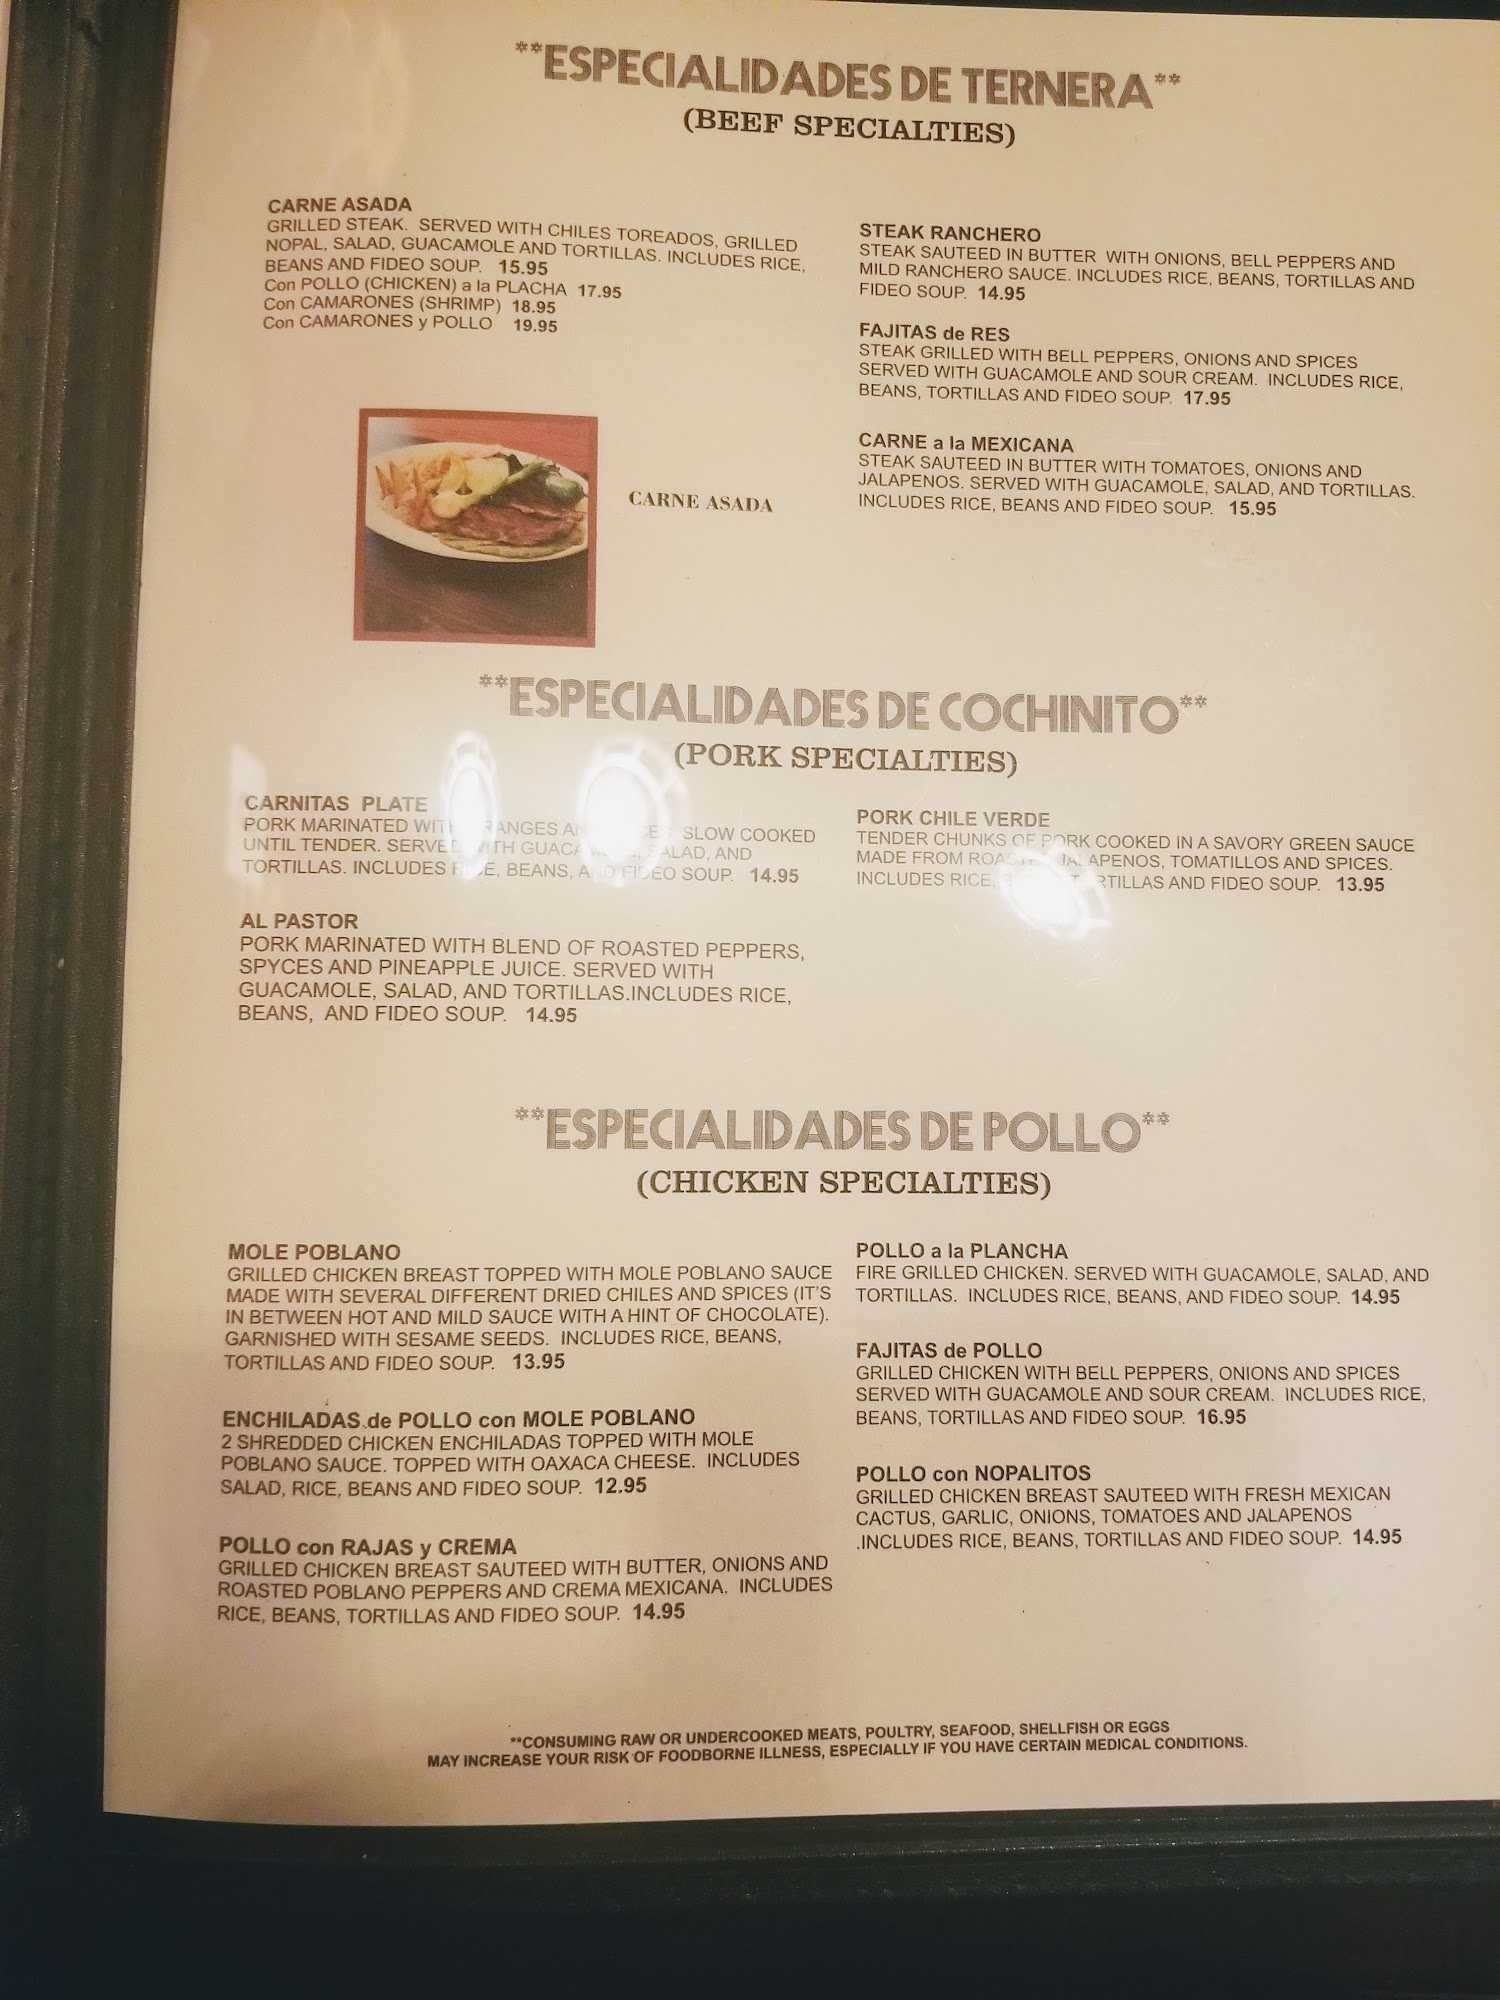 **ESPECIALIDADES DE TERNERA**
(BEEF SPECIALTIES)
CARNE ASADA
GRILLED STEAK. SERVED WITH CHILES TOREADOS, GRILLED
NOPAL, SALAD, GUACAMOLE AND TORTILLAS. INCLUDES RICE,
BEANS AND FIDEO SOUP. 15.95
Con POLLO (CHICKEN) a la PLACHA 17.95
Con CAMARONES (SHRIMP) 18.95
Con CAMARONES y POLLO 19.95
CARNE ASADA
STEAK RANCHERO
STEAK SAUTEED IN BUTTER WITH ONIONS, BELL PEPPERS AND
MILD RANCHERO SAUCE. INCLUDES RICE, BEANS, TORTILLAS AND
FIDEO SOUP. 14.95
FAJITAS de RES
STEAK GRILLED WITH BELL PEPPERS, ONIONS AND SPICES
SERVED WITH GUACAMOLE AND SOUR CREAM. INCLUDES RICE,
BEANS, TORTILLAS AND FIDEO SOUP. 17.95
CARNE a la MEXICANA
STEAK SAUTEED IN BUTTER WITH TOMATOES, ONIONS AND
JALAPENOS. SERVED WITH GUACAMOLE, SALAD, AND TORTILLAS.
INCLUDES RICE, BEANS AND FIDEO SOUP. 15.95
**ESPECIALIDADES DE COCHINITO**
(PORK SPECIALTIES)
CARNITAS PLATE
PORK MARINATED WITH SLOW COOKED
UNTIL TENDER. SERVED WITH SALAD, AND
TORTILLAS. INCLUDES RICE, BEANS, AND FIDEO SOUP. 14.95
AL PASTOR
PORK MARINATED WITH BLEND OF ROASTED PEPPERS,
SPYCES AND PINEAPPLE JUICE. SERVED WITH
GUACAMOLE, SALAD, AND TORTILLAS.INCLUDES RICE,
BEANS, AND FIDEO SOUP. 14.95
PORK CHILE VERDE
TENDER CHUNKS OF PORK COOKED IN A SAVORY GREEN SAUCE
MADE FROM JALAPENOS, TOMATILLOS AND SPICES.
INCLUDES RICE, AND FIDEO SOUP. 13.95
**ESPECIALIDADES DE POLLO**
(CHICKEN SPECIALTIES)
MOLE POBLANO
GRILLED CHICKEN BREAST TOPPED WITH MOLE POBLANO SAUCE
MADE WITH SEVERAL DIFFERENT DRIED CHILES AND SPICES (IT'S
IN BETWEEN HOT AND MILD SAUCE WITH A HINT OF CHOCOLATE).
GARNISHED WITH SESAME SEEDS. INCLUDES RICE, BEANS,
TORTILLAS AND FIDEO SOUP. 13.95
ENCHILADAS de POLLO con MOLE POBLANO
2 SHREDDED CHICKEN ENCHILADAS TOPPED WITH MOLE
POBLANO SAUCE. TOPPED WITH OAXACA CHEESE. INCLUDES
SALAD, RICE, BEANS AND FIDEO SOUP. 12.95
POLLO con RAJAS y CREMA
GRILLED CHICKEN BREAST SAUTEED WITH BUTTER, ONIONS AND
ROASTED POBLANO PEPPERS AND CREMA MEXICANA. INCLUDES
RICE, BEANS, TORTILLAS AND FIDEO SOUP. 14.95
POLLO a la PLANCHA
FIRE GRILLED CHICKEN. SERVED WITH GUACAMOLE, SALAD, AND
TORTILLAS. INCLUDES RICE, BEANS, AND FIDEO SOUP. 14.95
FAJITAS de POLLO
GRILLED CHICKEN WITH BELL PEPPERS, ONIONS AND SPICES
SERVED WITH GUACAMOLE AND SOUR CREAM. INCLUDES RICE,
BEANS, TORTILLAS AND FIDEO SOUP. 16.95
POLLO con NOPALITOS
GRILLED CHICKEN BREAST SAUTEED WITH FRESH MEXICAN
CACTUS, GARLIC, ONIONS, TOMATOES AND JALAPENOS
.INCLUDES RICE, BEANS, TORTILLAS AND FIDEO SOUP. 14.95
**CONSUMING RAW OR UNDERCOOKED MEATS, POULTRY, SEAFOOD, SHELLFISH OR EGGS
MAY INCREASE YOUR RISK OF FOODBORNE ILLNESS, ESPECIALLY IF YOU HAVE CERTAIN MEDICAL CONDITIONS.